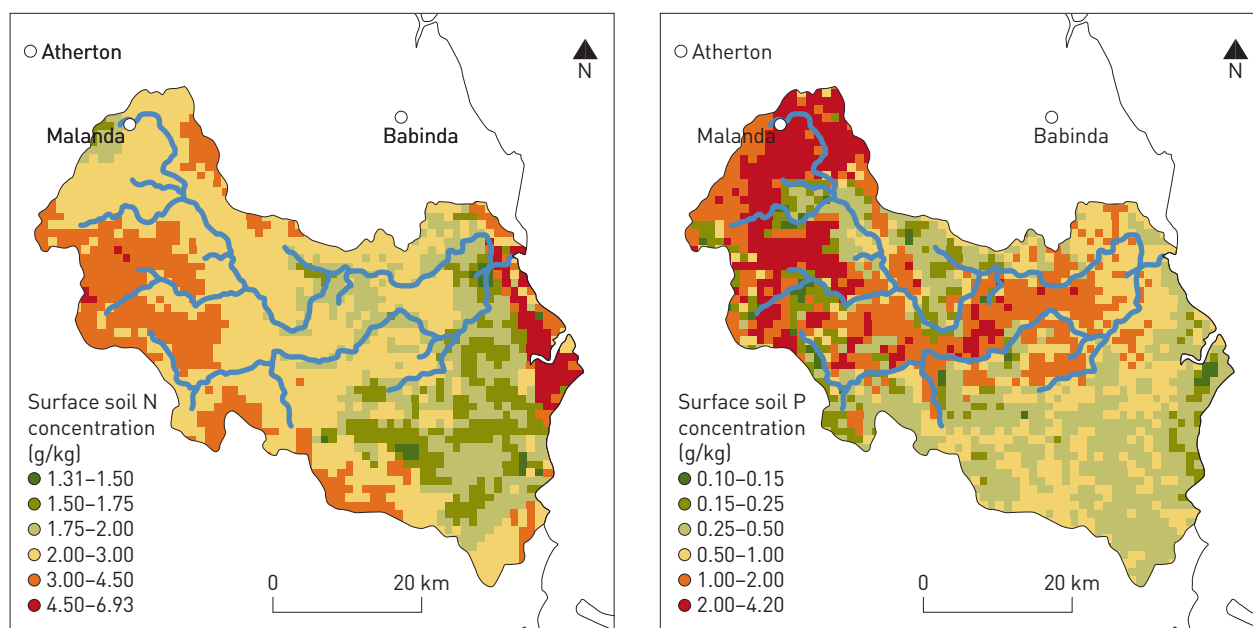 Atherton
N
Malanda
Babinda
Surface soil N
concentration
(g/kg)
1.31–1.50
1.50–1.75
1.75–2.00
2.00–3.00
3.00–4.50
4.50–6.93
0 20 km
Atherton
N
Malanda
Babinda
Surface soil P
concentration
(g/kg)
0.10–0.15
0.15–0.25
0.25–0.50
0.50–1.00
1.00–2.00
2.00–4.20
0 20 km